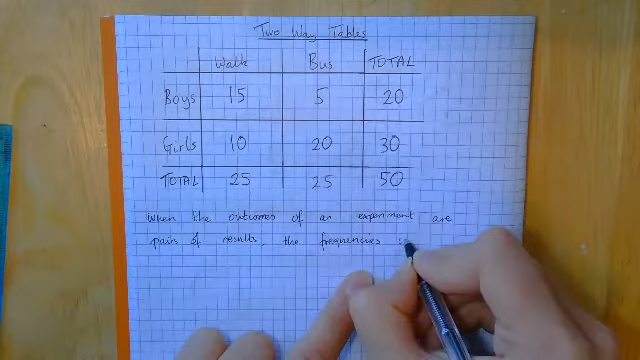 Two Way Tables
Walk Bus TOTAL
Boys 15 5 20
Girls 10 20 30
TOTAL 25 25 50
When the outcomes of an experiment are
pairs of results, the frequencies